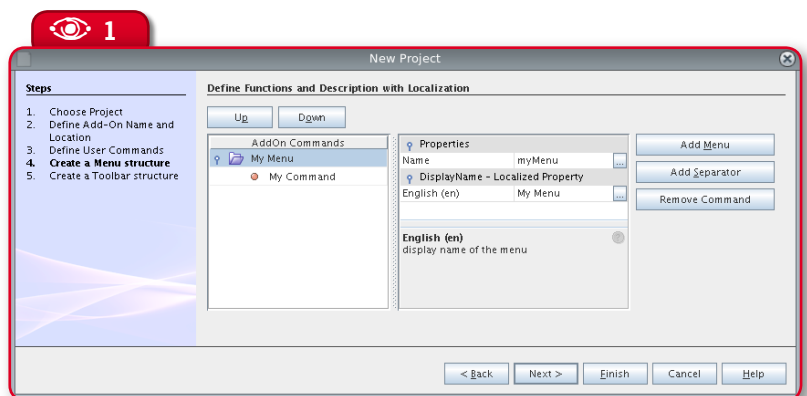 1
New Project
Steps
1. Choose Project
2. Define Add-On Name and
Location
3. Define User Commands
4. Create a Menu structure
5. Create a Toolbar structure
Define Functions and Description with Localization
Up Down
AddOn Commands
My Menu
My Command
Properties
Name myMenu ...
DisplayName - Localized Property
English (en) My Menu ...
English (en)
display name of the menu
?
Add Menu
Add Separator
Remove Command
< Back Next > Finish Cancel Help